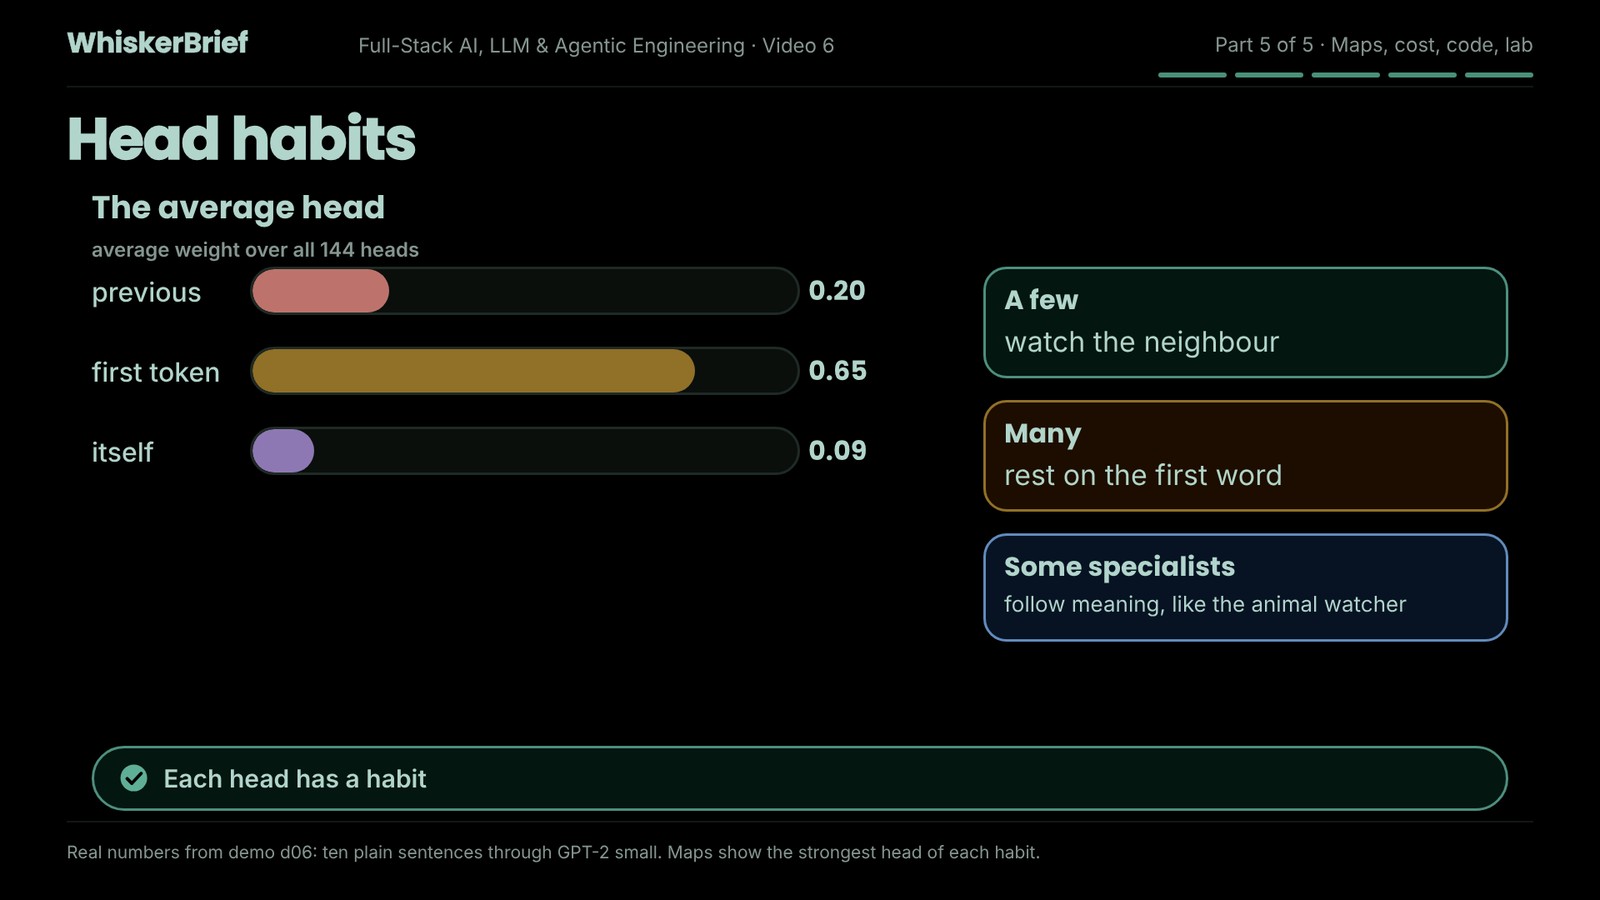 WhiskerBrief
Full-Stack AI, LLM & Agentic Engineering · Video 6
Part 5 of 5 · Maps, cost, code, lab
Head habits
The average head
average weight over all 144 heads
previous 0.20
first token 0.65
itself 0.09
A few
watch the neighbour
Many
rest on the first word
Some specialists
follow meaning, like the animal watcher
Each head has a habit
Real numbers from demo d06: ten plain sentences through GPT-2 small. Maps show the strongest head of each habit.